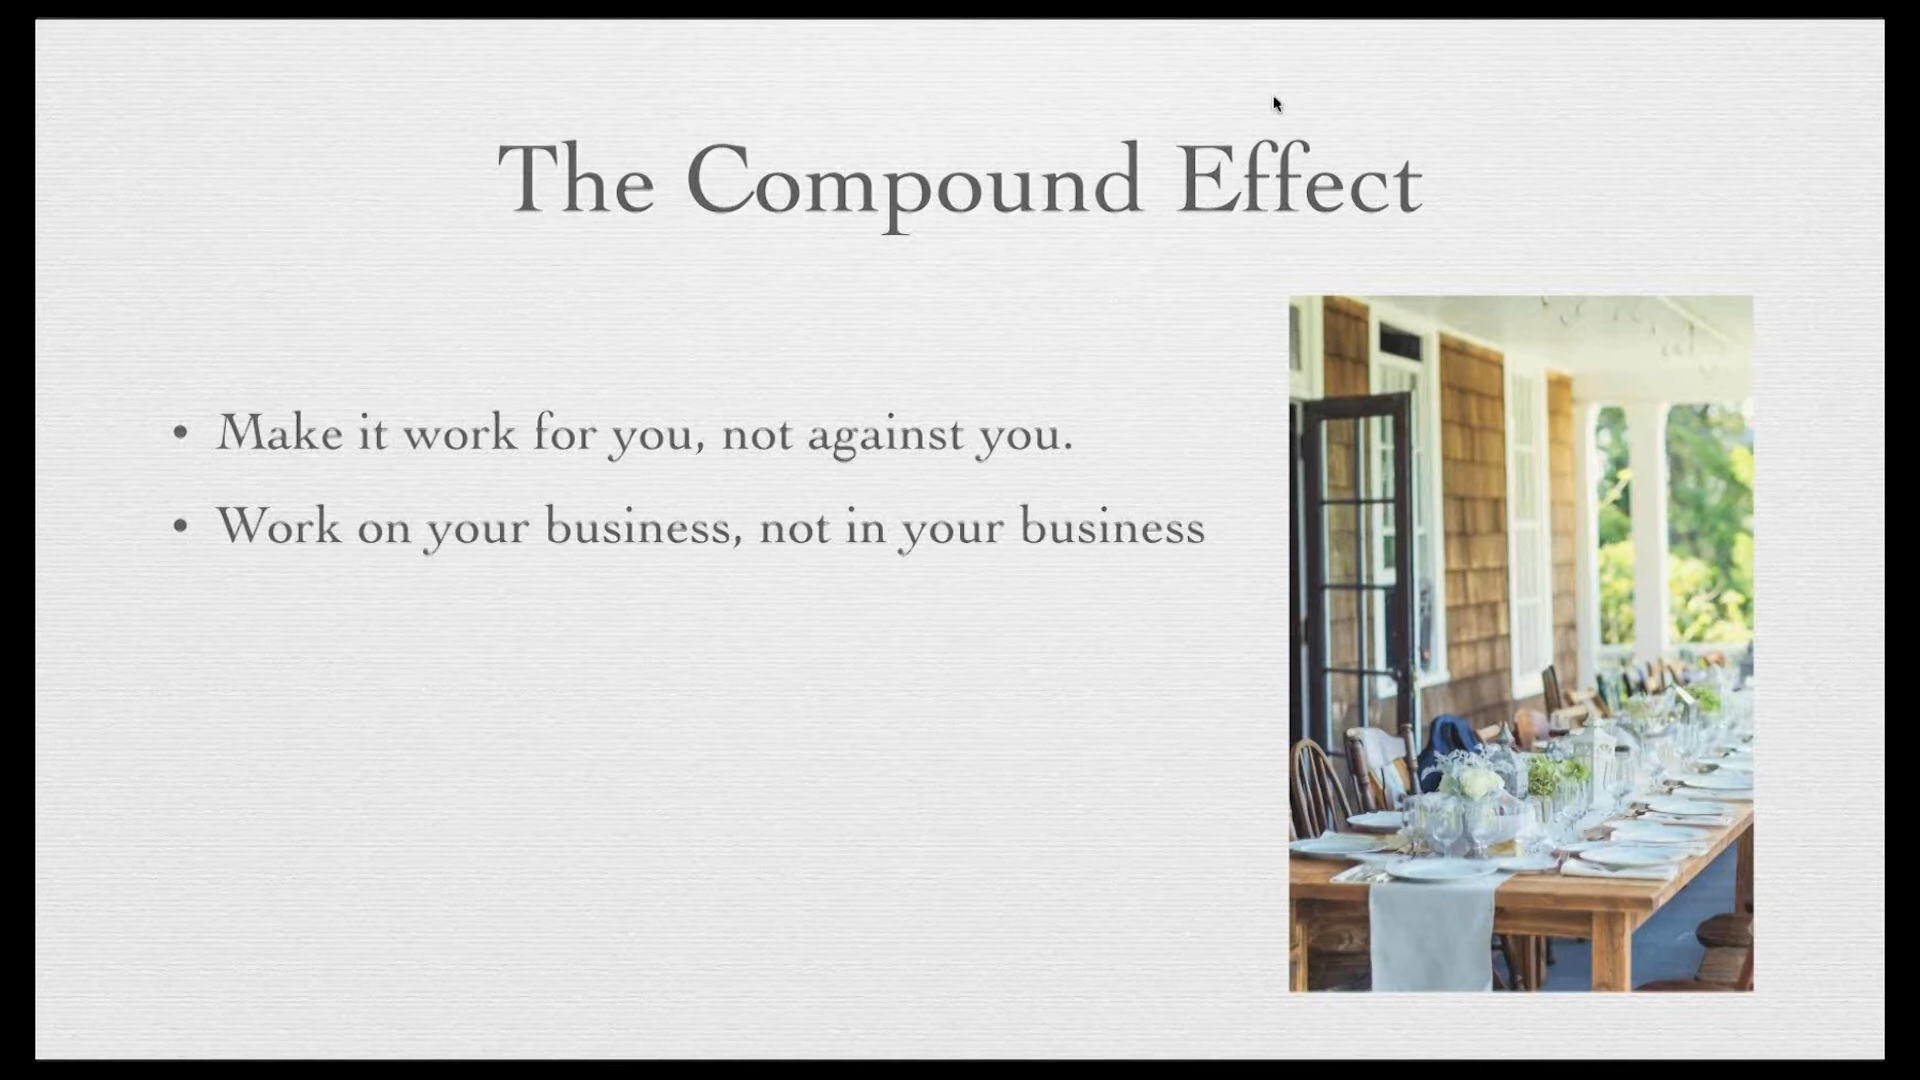 The Compound Effect
• Make it work for you, not against you.
• Work on your business, not in your business